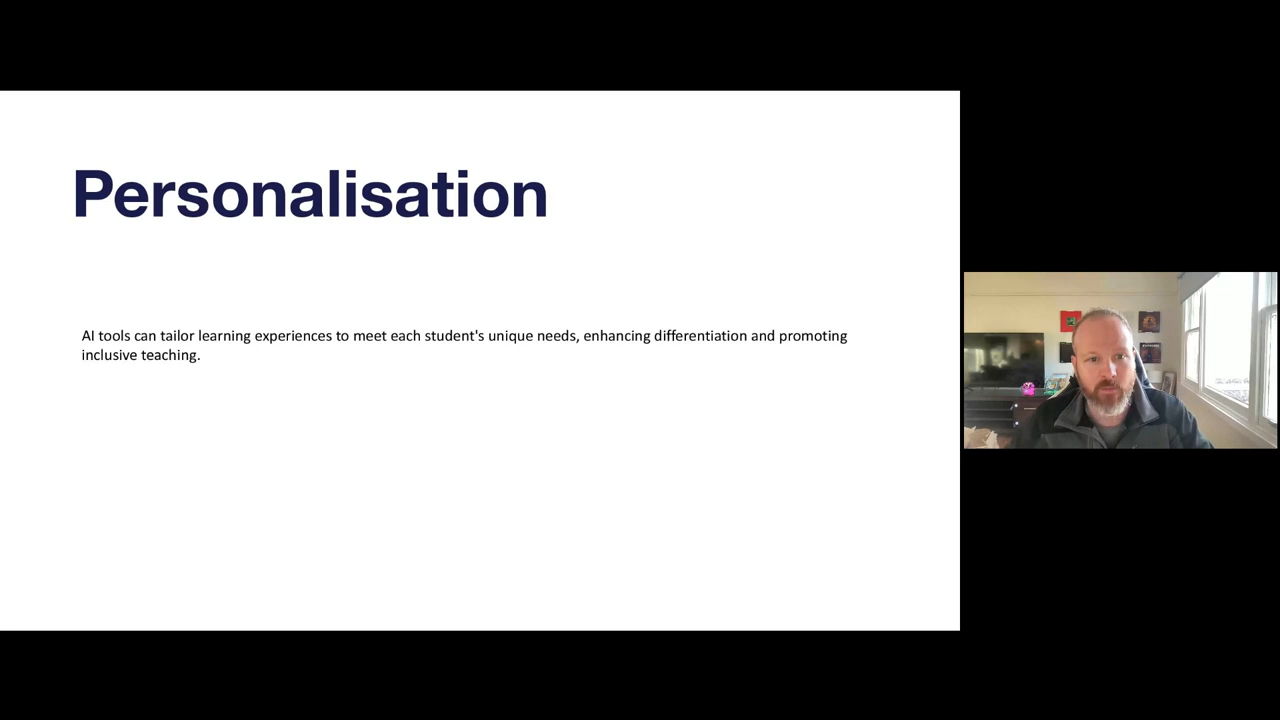 Personalisation
AI tools can tailor learning experiences to meet each student's unique needs, enhancing differentiation and promoting
inclusive teaching.